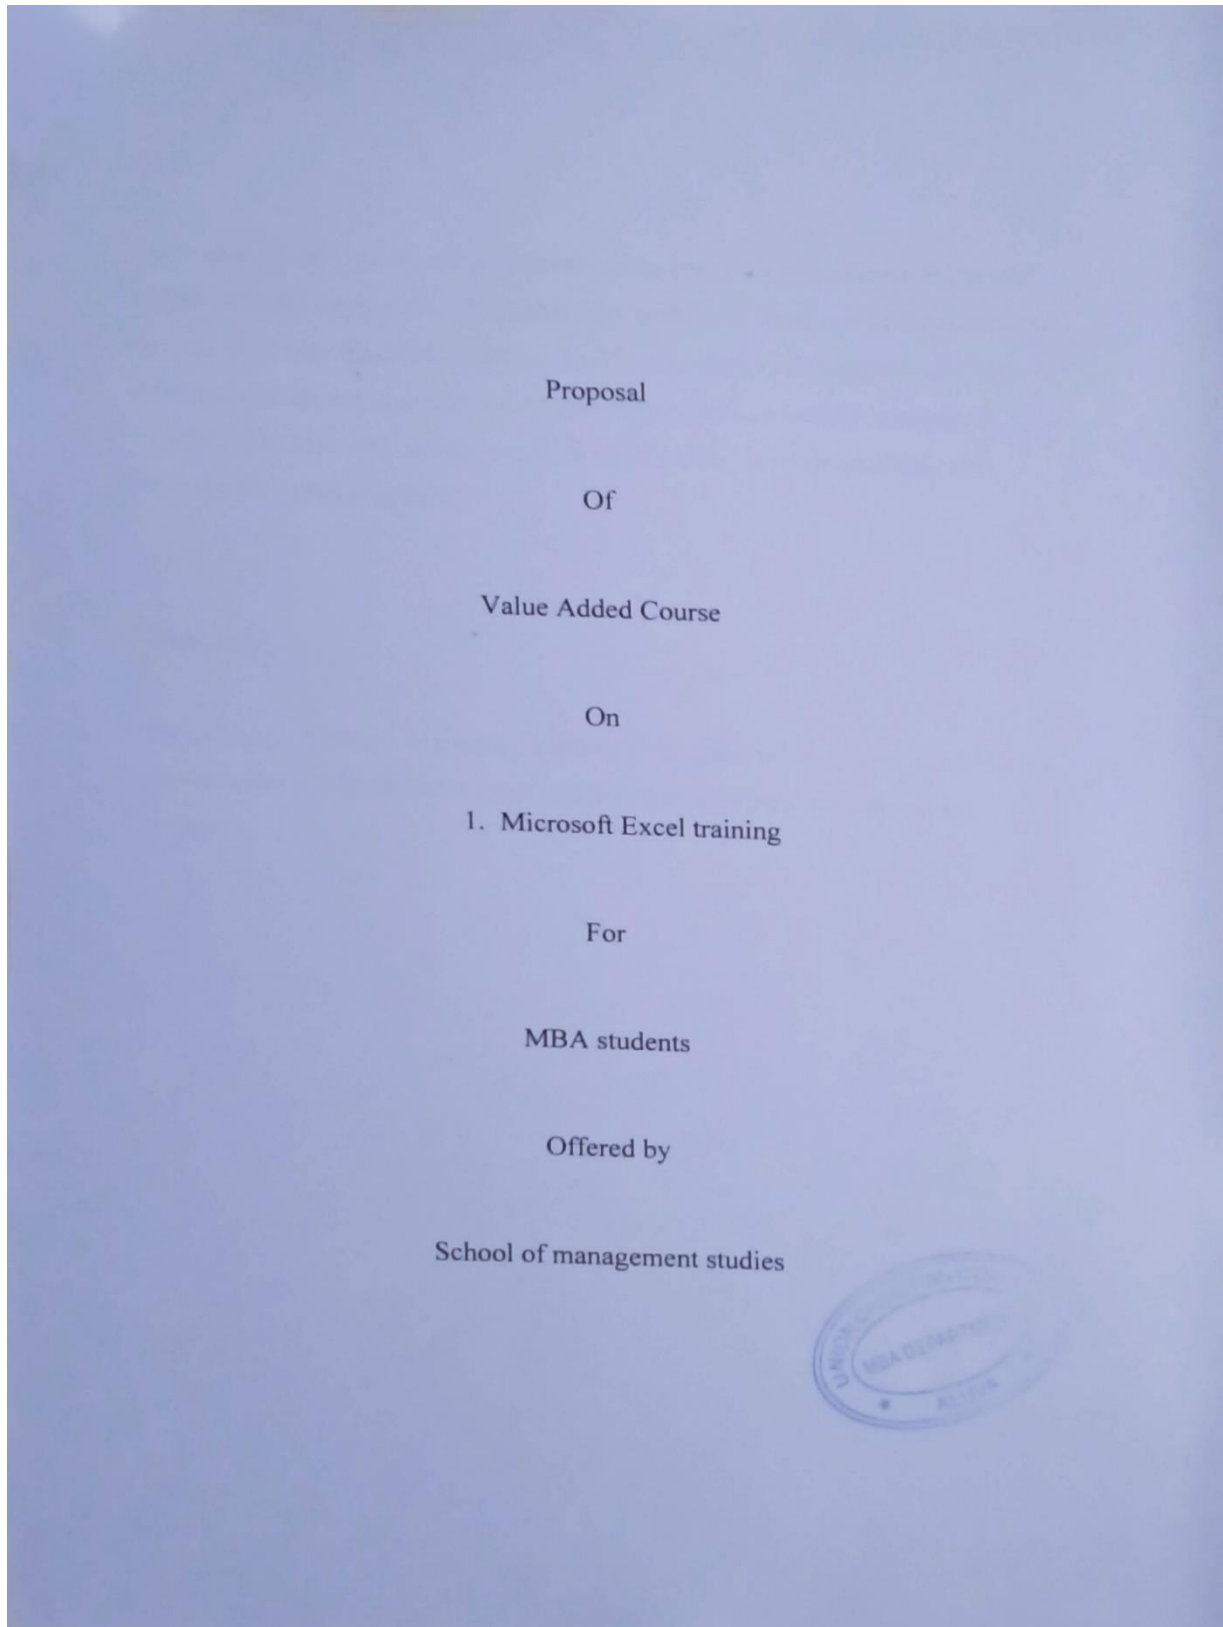 Proposal
Of
Value Added Course
On
1. Microsoft Excel training
For
MBA students
Offered by
School of management studies
MBA